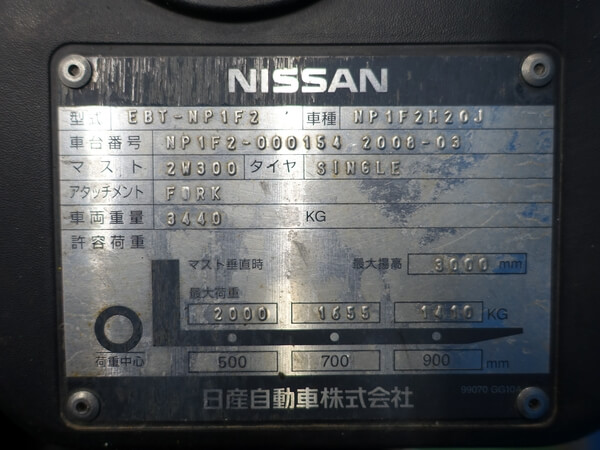 NISSAN
型式 EBT-NP1F2 車種 NP1F2M20J
車台番号 NP1F2-000154 2008-03
マスト 2W300 タイヤ SINGLE
アタッチメント FORK
車両重量 3440 KG
許容荷重
マスト垂直時 最大揚高 3000 mm
最大荷重
2000 1655 1410 KG
荷重中心 500 700 900 mm
日産自動車株式会社